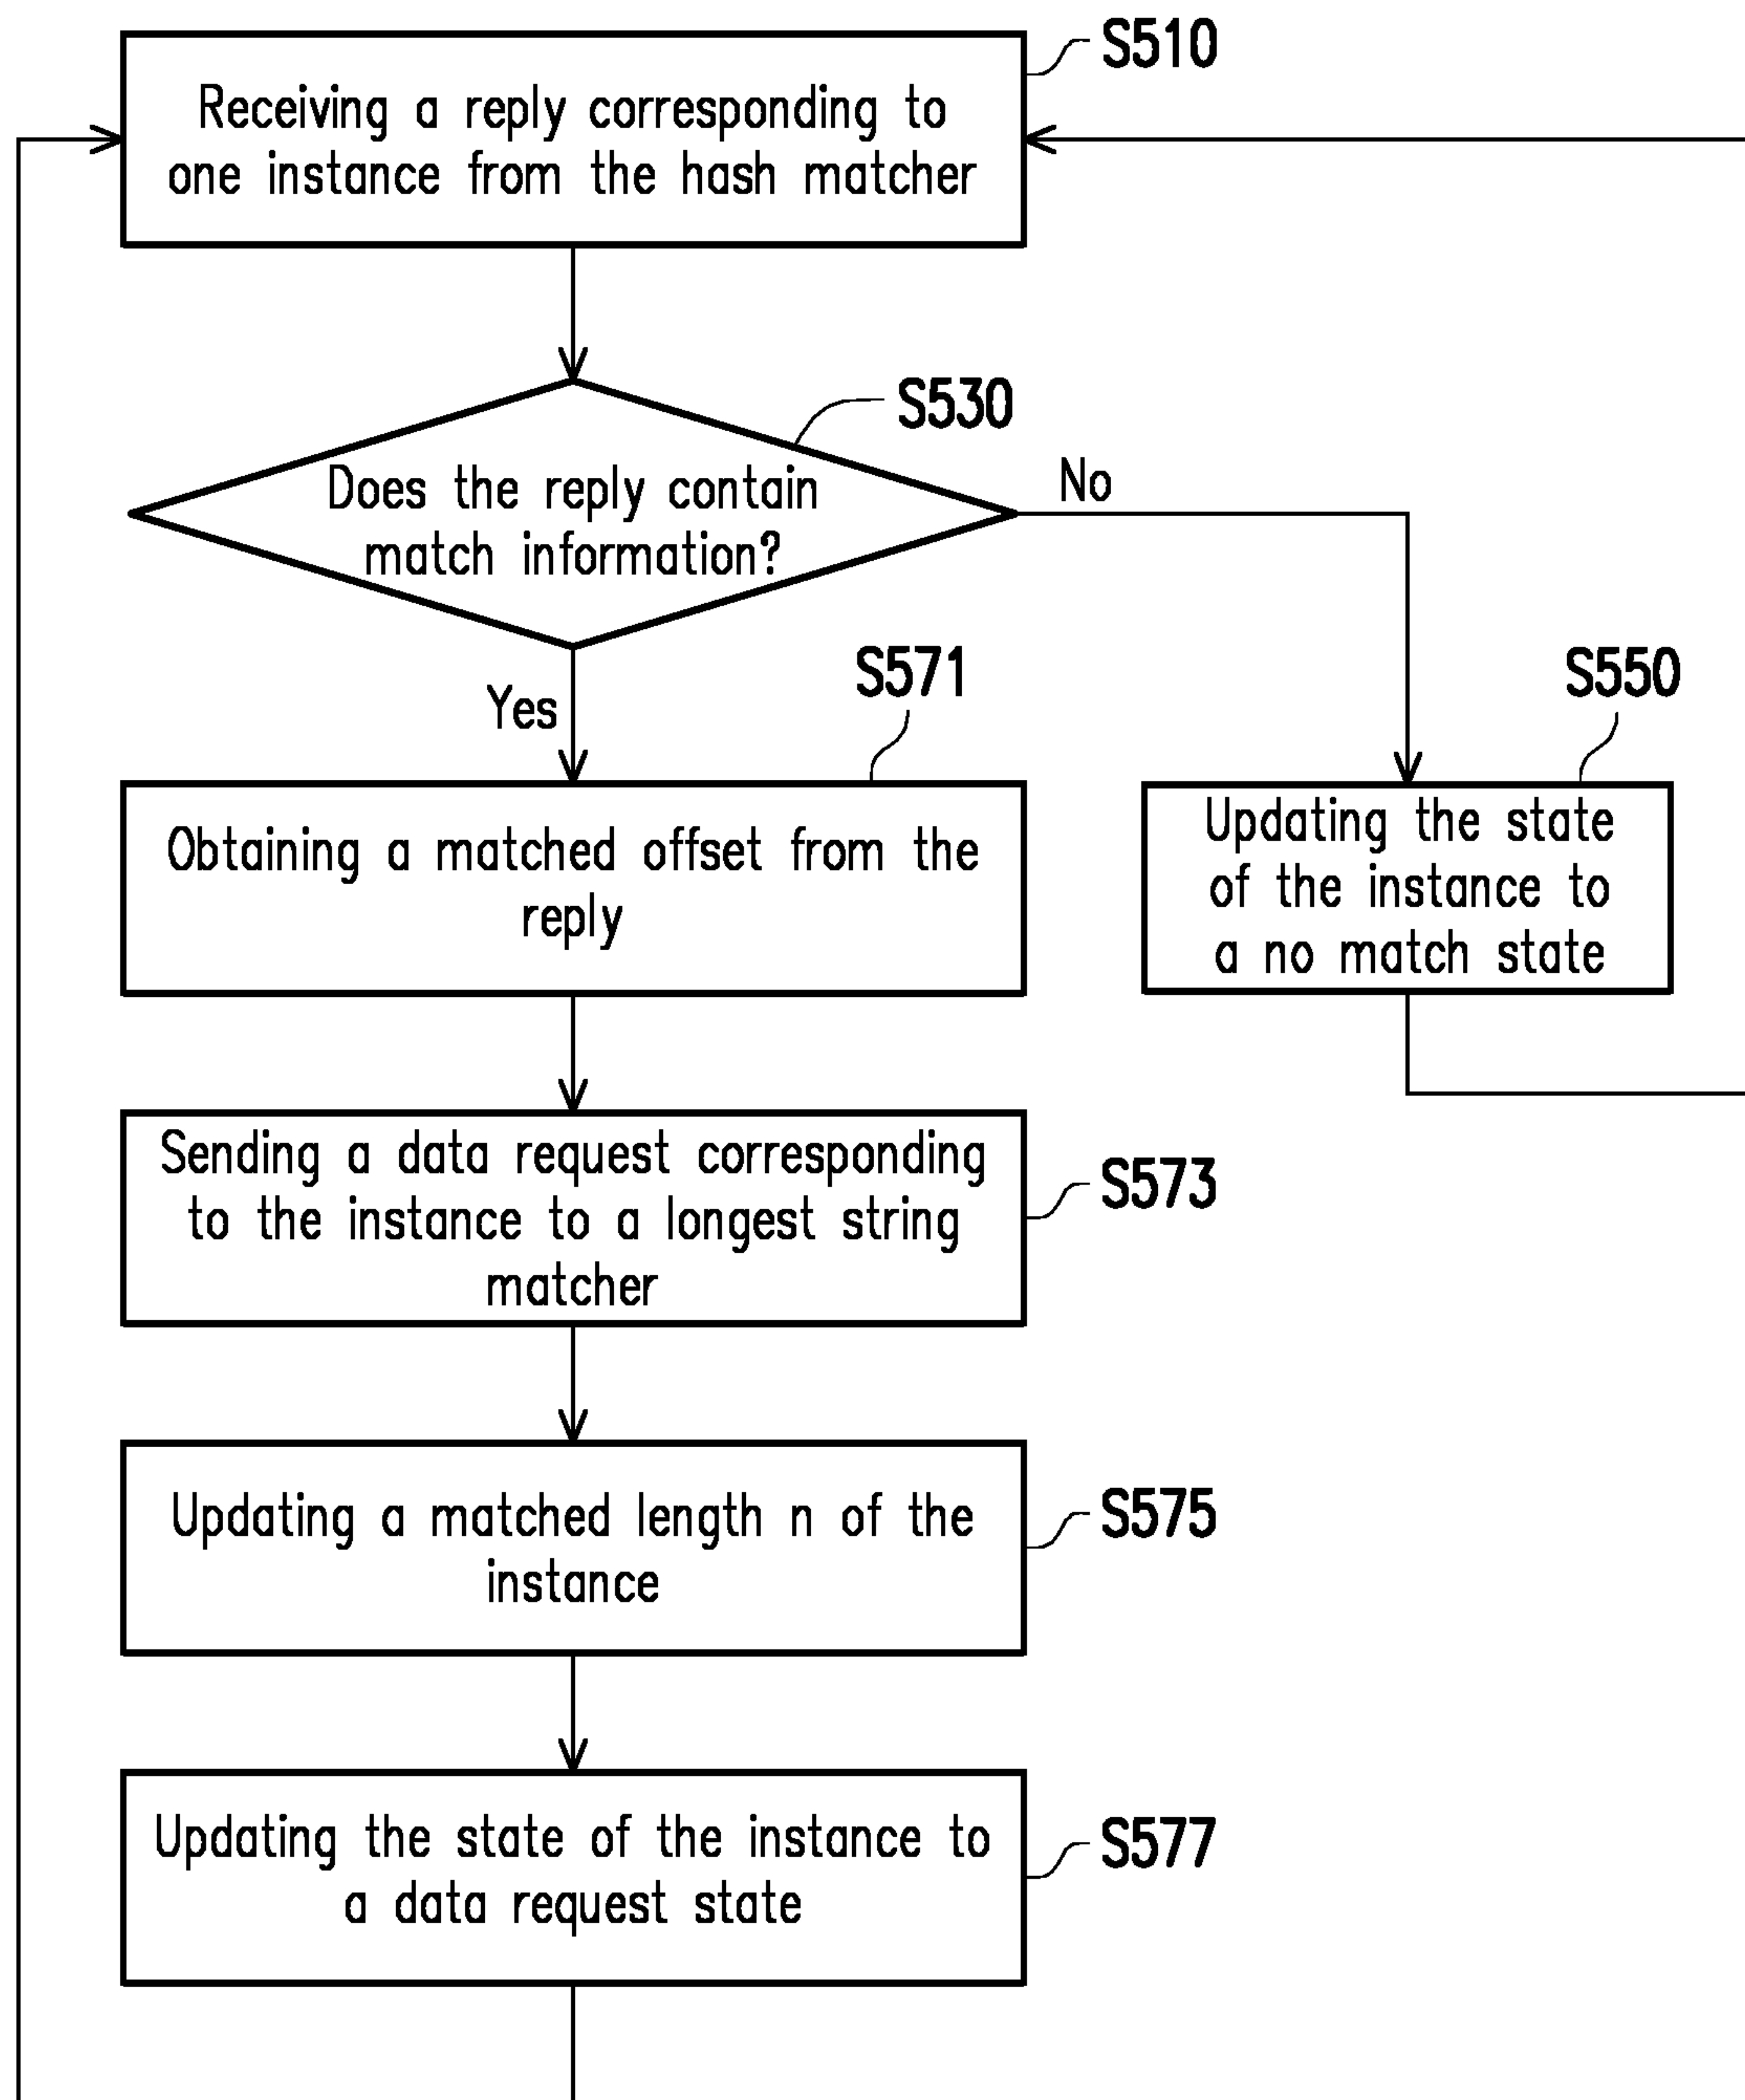 S510
Receiving a reply corresponding to
one instance from the hash matcher
S530
Does the reply contain
match information?
No
Yes
S571
Obtaining a matched offset from the
reply
S550
Updating the state
of the instance to
a no match state
Sending a data request corresponding
to the instance to a longest string
matcher
S573
Updating a matched length n of the
instance
S575
Updating the state of the instance to
a data request state
S577